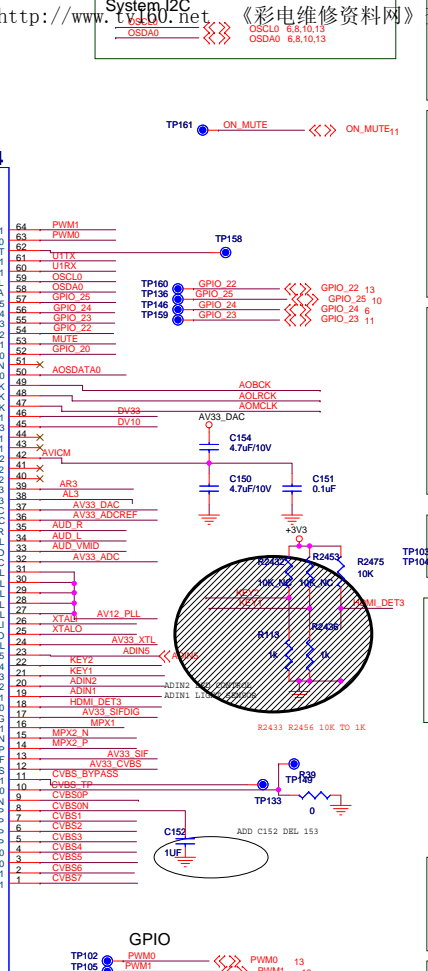 System I2C
http://www.tv160.net 《彩电维修资料网》
OSCL0 OSCL0 6,8,10,13
OSDA0 OSDA0 6,8,10,13
TP161 ON_MUTE ON_MUTE 11
64 PWM1
63 PWM0
62 TP158
61 U1TX
60 U1RX
59 OSCL0
58 OSDA0
57 GPIO_25
56 GPIO_24
55 GPIO_23
54 GPIO_22
53 MUTE
52 GPIO_20
51
50 AOSDATA0
TP160 GPIO_22 GPIO_22 13
TP136 GPIO_25 GPIO_25 10
TP146 GPIO_24 GPIO_24 6
TP159 GPIO_23 GPIO_23 11
49 AOBCK
48 AOLRCK
47 AOMCLK
46 DV33
45 DV10
44
43
42 AVICM
41
40
39 AR3
38 AL3
37 AV33_DAC
36 AV33_ADCREF
35 AUD_R
34 AUD_L
33 AUD_VMID
32 AV33_ADC
31
30
29
28
27 AV12_PLL
26 XTALI
25 XTALO
24 AV33_XTL
23 ADIN5 ADIN5
22 KEY2
21 KEY1
20 ADIN2
19 ADIN1
18 HDMI_DET3
17 AV33_SIFDIG
16 MPX1
15 MPX2_N
14 MPX2_P
13 AV33_SIF
12 AV33_CVBS
11 CVBS_BYPASS
10 CVBS_TP
9 CVBS0P
8 CVBS0N
7 CVBS1
6 CVBS2
5 CVBS3
4 CVBS4
3 CVBS5
2 CVBS6
1 CVBS7
AV33_DAC
C154
4.7uF/10V
C150
4.7uF/10V
C151
0.1uF
+3V3
R2432 R2453 R2475
10K_NC 10K_NC 10K
TP103
TP104
KEY2
KEY1
HDMI_DET3
R113 R2436
1k 1k
ADIN2 LED CONTROL
ADIN1 LIGHT SENSOR
R2433 R2456 10K TO 1K
TP149
R39
TP133
0
C152
1UF
ADD C152 DEL 153
GPIO
TP102 PWM0 PWM0 13
TP105 PWM1 PWM1